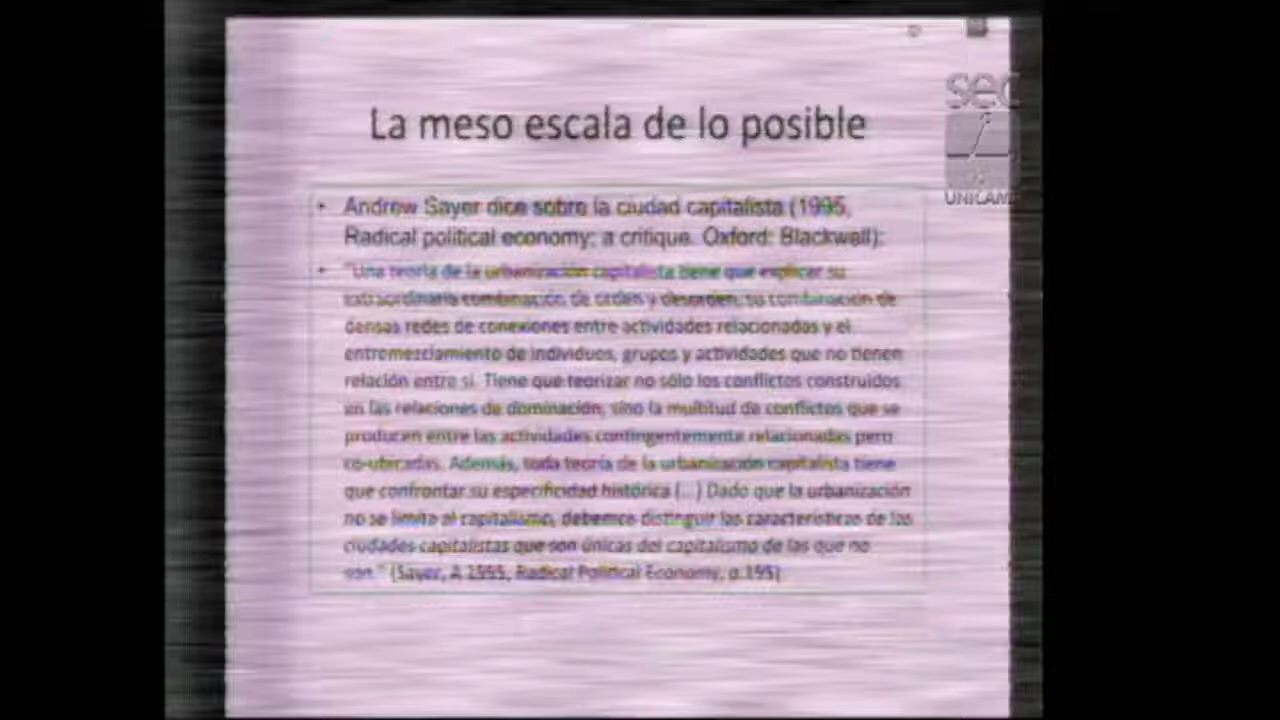 La meso escala de lo posible
sec
UNICAMP
• Andrew Sayer dice sobre la ciudad capitalista (1995,
Radical political economy: a critique. Oxford: Blackwell):
• "Una teoría de la urbanización capitalista tiene que explicar su
extraordinaria combinación de orden y desorden, su combinación de
densas redes de conexiones entre actividades relacionadas y el
entremezclamiento de individuos, grupos y actividades que no tienen
relación entre si. Tiene que teorizar no sólo los conflictos construidos
en las relaciones de dominación, sino la multitud de conflictos que se
producen entre las actividades contingentemente relacionadas pero
co-ubicadas. Además, toda teoría de la urbanización capitalista tiene
que confrontar su especificidad histórica (...) Dado que la urbanización
no se limita al capitalismo, debemos distinguir las características de las
ciudades capitalistas que son únicas del capitalismo de las que no
son." (Sayer, A 1995, Radical Political Economy, p.195)